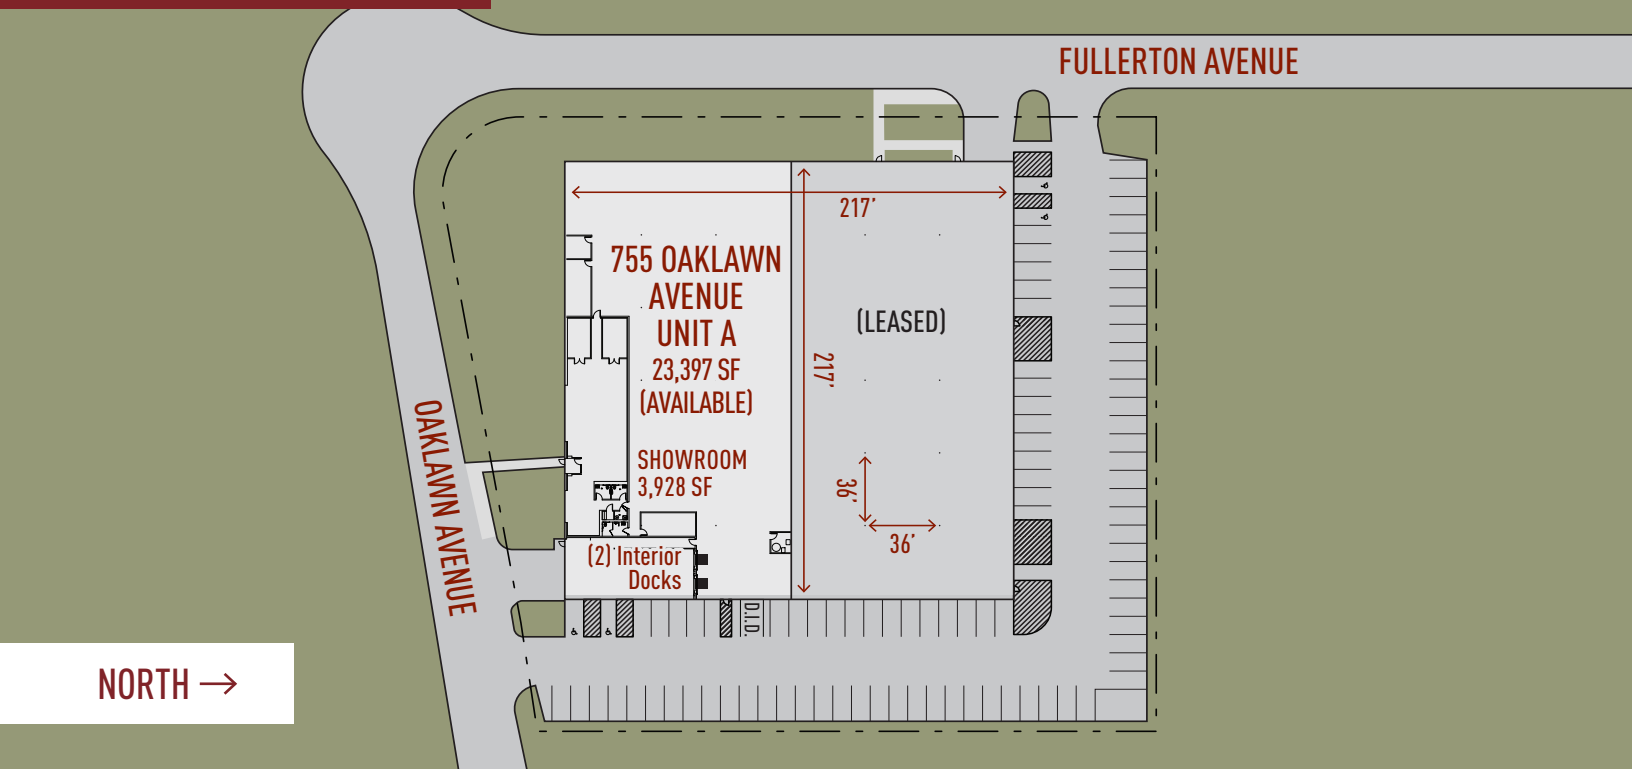 FULLERTON AVENUE
217'
755 OAKLAWN
AVENUE
UNIT A
23,397 SF
(AVAILABLE)
(LEASED)
217'
SHOWROOM
3,928 SF
36'
36'
(2) Interior
Docks
D.I.D.
OAKLAWN AVENUE
NORTH →